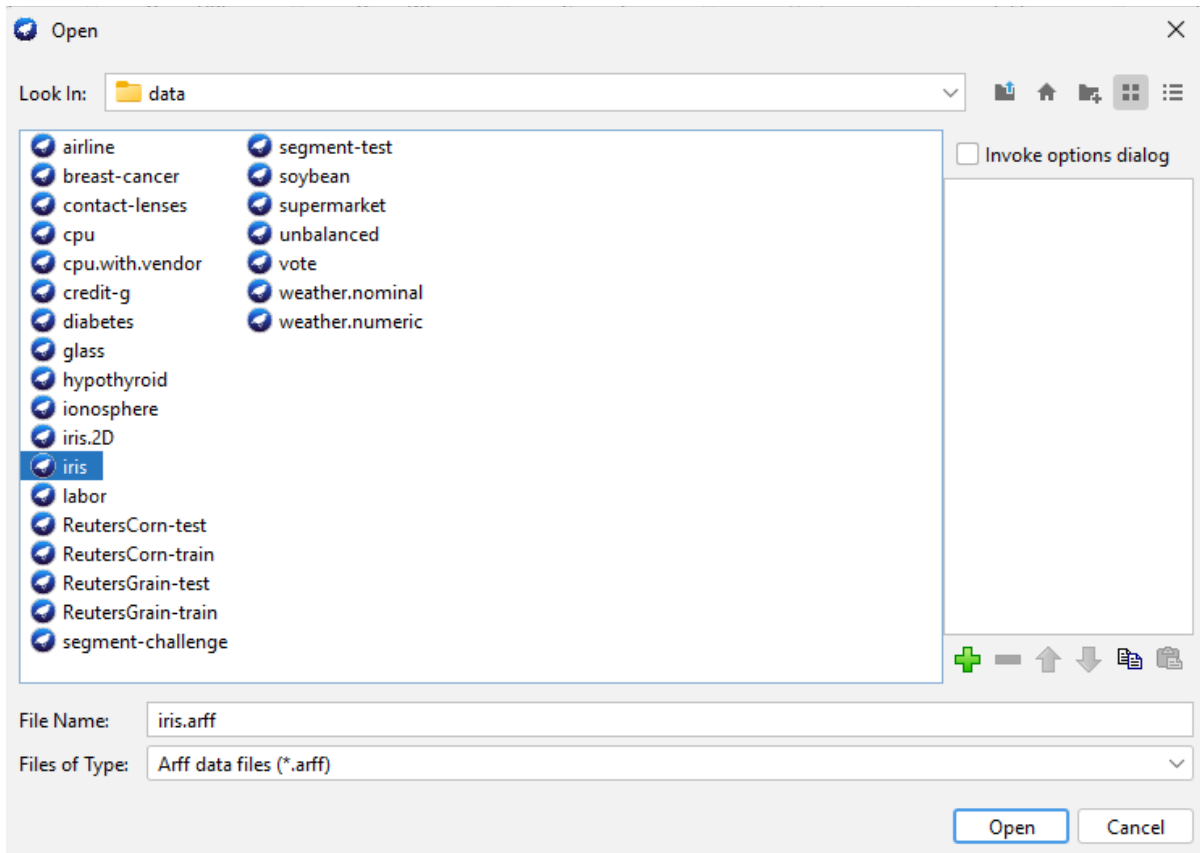 Open
Look In: data
airline
breast-cancer
contact-lenses
cpu
cpu.with.vendor
credit-g
diabetes
glass
hypothyroid
ionosphere
iris.2D
iris
labor
ReutersCorn-test
ReutersCorn-train
ReutersGrain-test
ReutersGrain-train
segment-challenge
segment-test
soybean
supermarket
unbalanced
vote
weather.nominal
weather.numeric
Invoke options dialog
File Name: iris.arff
Files of Type: Arff data files (*.arff)
Open Cancel